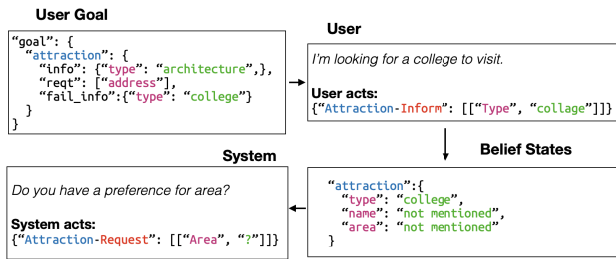 User Goal
“goal”: {
“attraction”: {
“info”: {“type”: “architecture”,},
“reqt”: [“address”],
“fail_info”:{“type”: “college”}
}
}
User
I’m looking for a college to visit.
User acts:
{“Attraction-Inform”: [[“Type”, “collage”]]}
Belief States
“attraction”:{
“type”: “college”,
“name”: “not mentioned”,
“area”: “not mentioned”
}
System
Do you have a preference for area?
System acts:
{“Attraction-Request”: [[“Area”, “?”]]}